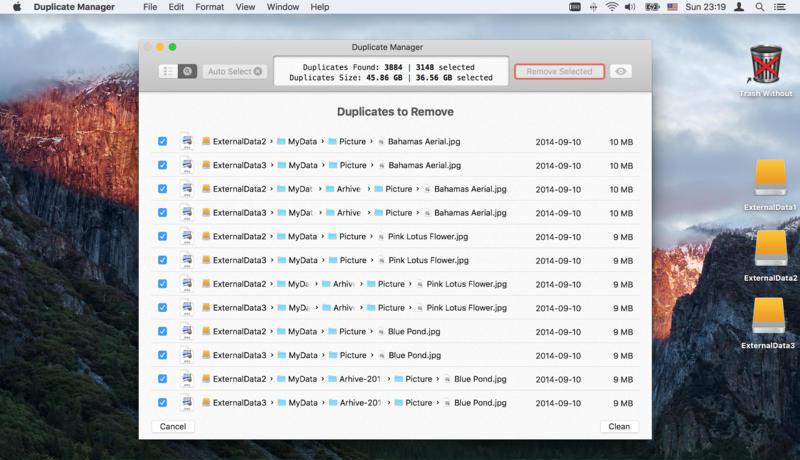 Duplicate Manager File Edit Format View Window Help Sun 23:19
Duplicate Manager
Auto Select
Duplicates Found: 3884 | 3148 selected
Duplicates Size: 45.86 GB | 36.56 GB selected
Remove Selected
Duplicates to Remove
ExternalData2 › MyData › Picture › Bahamas Aerial.jpg 2014-09-10 10 MB
ExternalData3 › MyData › Picture › Bahamas Aerial.jpg 2014-09-10 10 MB
ExternalData2 › MyDat › Arhive › Picture › Bahamas Aerial.jpg 2014-09-10 10 MB
ExternalData3 › MyDat › Arhive › Picture › Bahamas Aerial.jpg 2014-09-10 10 MB
ExternalData2 › MyData › Picture › Pink Lotus Flower.jpg 2014-09-10 9 MB
ExternalData3 › MyData › Picture › Pink Lotus Flower.jpg 2014-09-10 9 MB
ExternalData2 › MyDa › Arhiv › Picture › Pink Lotus Flower.jpg 2014-09-10 9 MB
ExternalData3 › MyDa › Arhiv › Picture › Pink Lotus Flower.jpg 2014-09-10 9 MB
ExternalData2 › MyData › Picture › Blue Pond.jpg 2014-09-10 9 MB
ExternalData3 › MyData › Picture › Blue Pond.jpg 2014-09-10 9 MB
ExternalData2 › MyData › Arhive-201 › Picture › Blue Pond.jpg 2014-09-10 9 MB
ExternalData3 › MyData › Arhive-201 › Picture › Blue Pond.jpg 2014-09-10 9 MB
Cancel Clean
Trash Without
ExternalData1
ExternalData2
ExternalData3